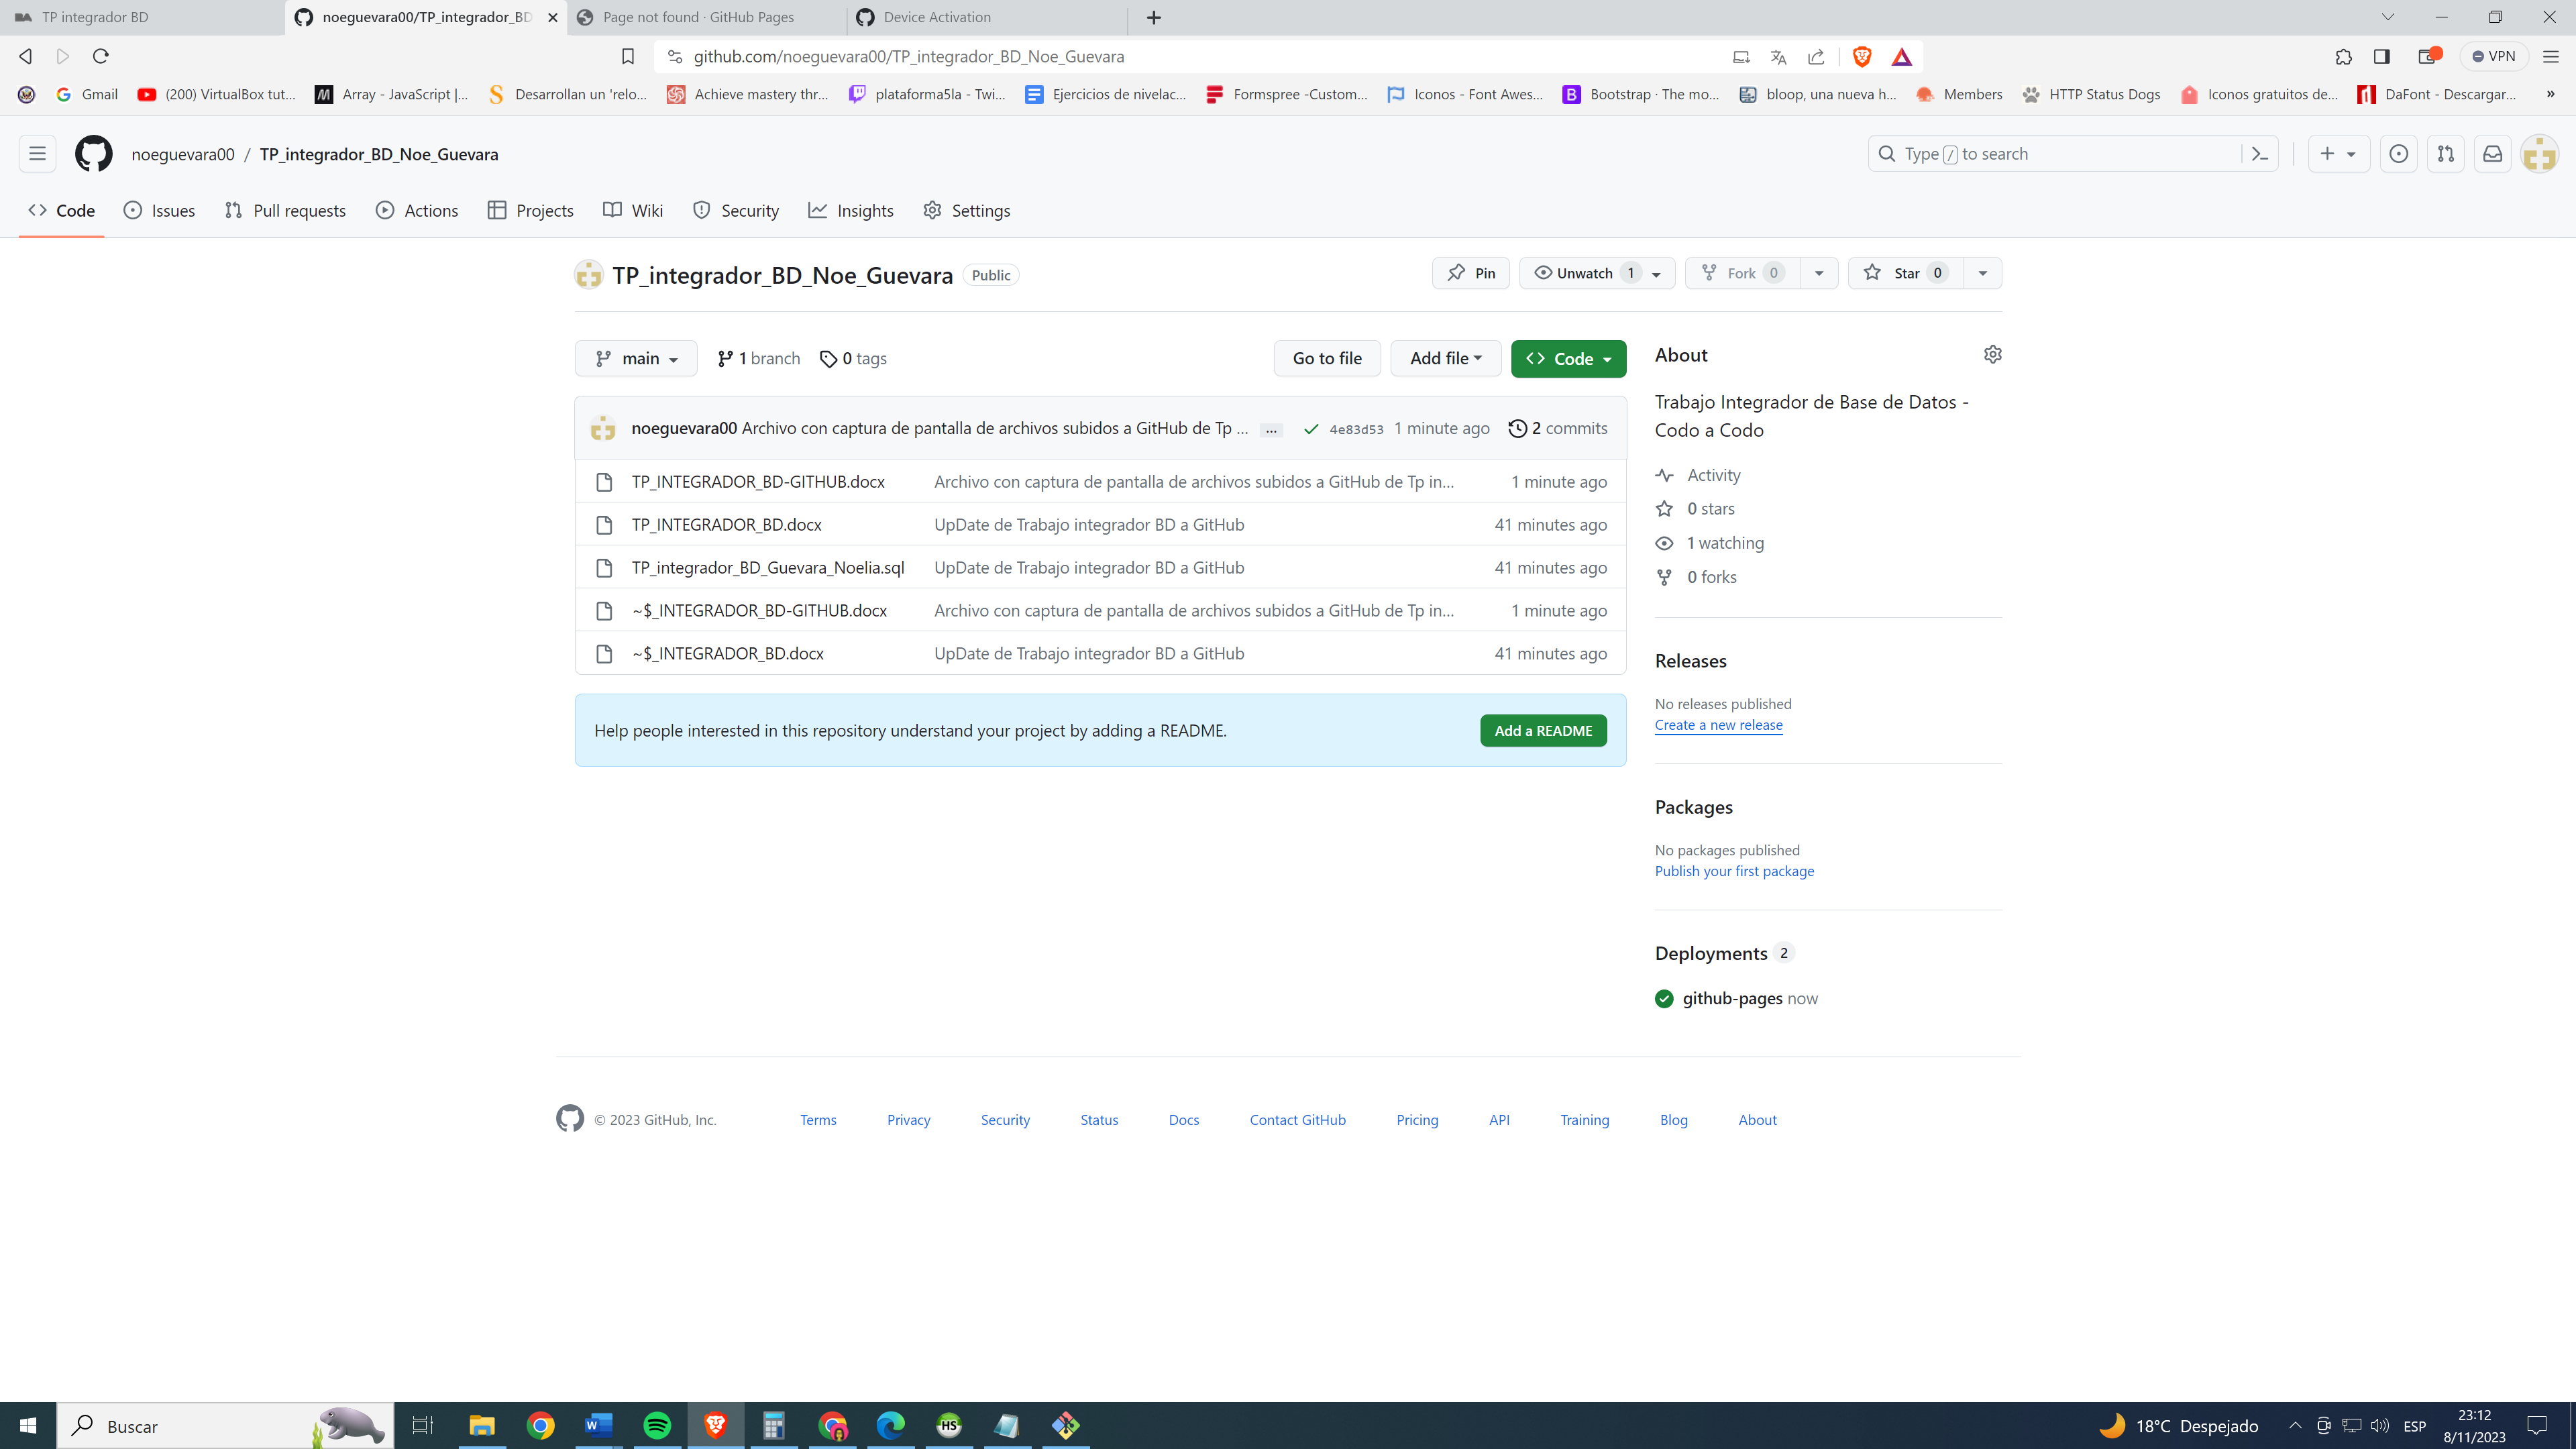 TP integrador BD
noeguevara00/TP_integrador_BD
Page not found · GitHub Pages
Device Activation
github.com/noeguevara00/TP_integrador_BD_Noe_Guevara
VPN
Gmail
(200) VirtualBox tut...
Array - JavaScript |...
Desarrollan un 'relo...
Achieve mastery thr...
plataforma5la - Twi...
Ejercicios de nivelac...
Formspree -Custom...
Iconos - Font Awes...
Bootstrap · The mo...
bloop, una nueva h...
Members
HTTP Status Dogs
Iconos gratuitos de...
DaFont - Descargar...
»
noeguevara00 / TP_integrador_BD_Noe_Guevara
Type / to search
Code
Issues
Pull requests
Actions
Projects
Wiki
Security
Insights
Settings
TP_integrador_BD_Noe_Guevara Public
Pin
Unwatch 1
Fork 0
Star 0
main
1 branch
0 tags
Go to file
Add file
Code
noeguevara00 Archivo con captura de pantalla de archivos subidos a GitHub de Tp ... ... 4e83d53 1 minute ago 2 commits
TP_INTEGRADOR_BD-GITHUB.docx Archivo con captura de pantalla de archivos subidos a GitHub de Tp in... 1 minute ago
TP_INTEGRADOR_BD.docx UpDate de Trabajo integrador BD a GitHub 41 minutes ago
TP_integrador_BD_Guevara_Noelia.sql UpDate de Trabajo integrador BD a GitHub 41 minutes ago
~$_INTEGRADOR_BD-GITHUB.docx Archivo con captura de pantalla de archivos subidos a GitHub de Tp in... 1 minute ago
~$_INTEGRADOR_BD.docx UpDate de Trabajo integrador BD a GitHub 41 minutes ago
Help people interested in this repository understand your project by adding a README.
Add a README
About
Trabajo Integrador de Base de Datos -
Codo a Codo
Activity
0 stars
1 watching
0 forks
Releases
No releases published
Create a new release
Packages
No packages published
Publish your first package
Deployments 2
github-pages now
© 2023 GitHub, Inc.
Terms
Privacy
Security
Status
Docs
Contact GitHub
Pricing
API
Training
Blog
About
Buscar
HS
18°C Despejado
ESP
23:12
8/11/2023